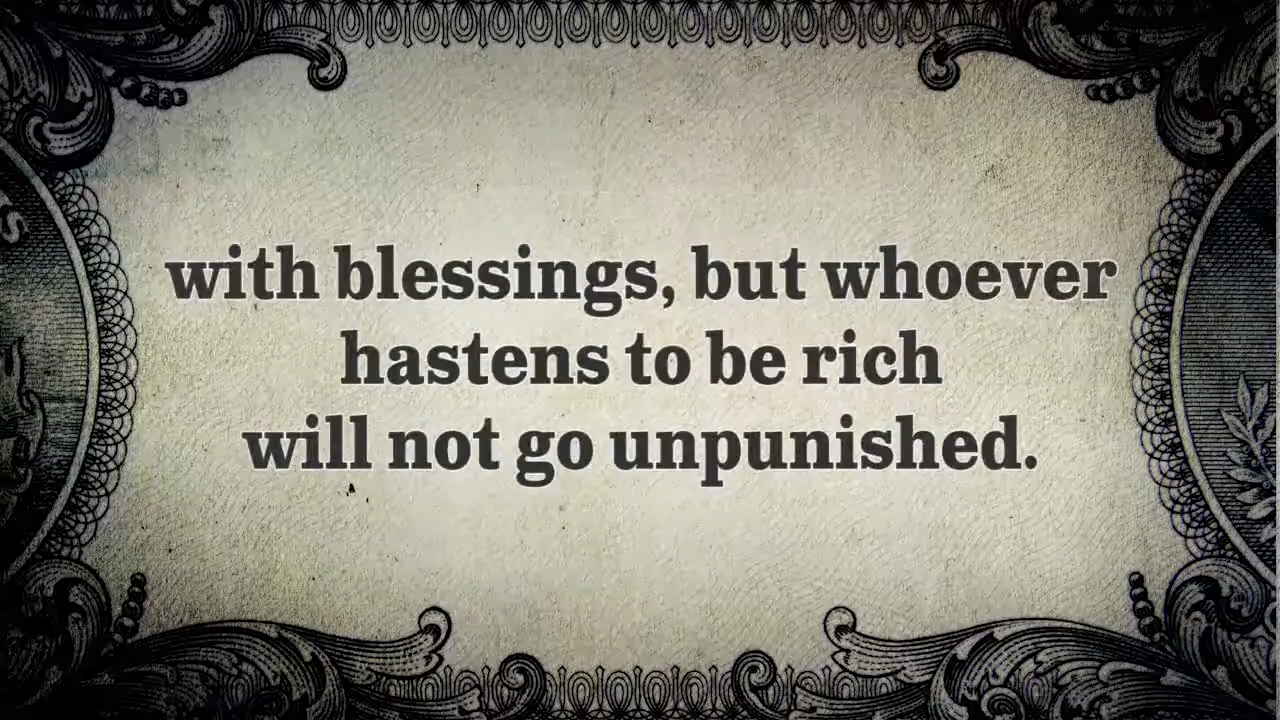 with blessings, but whoever
hastens to be rich
will not go unpunished.